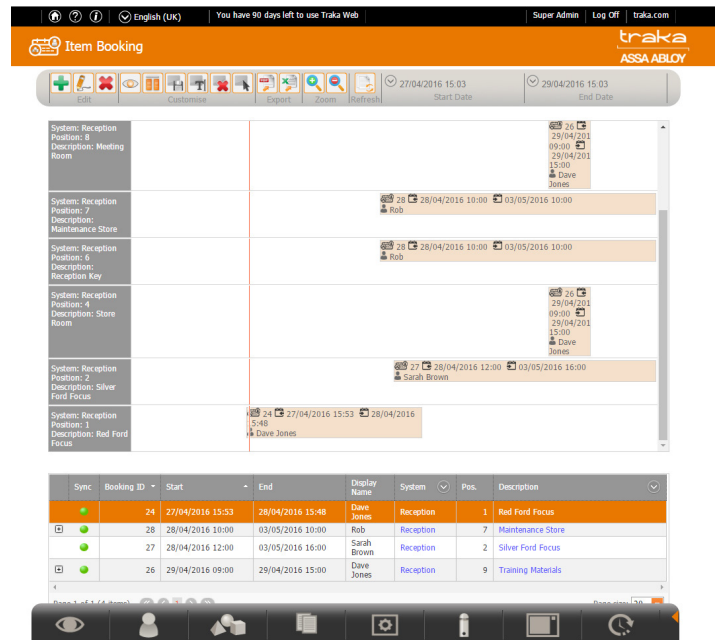 English (UK)
You have 90 days left to use Traka Web
Super Admin Log Off traka.com
Item Booking
traka
ASSA ABLOY
Edit
Customise
Export
Zoom
Refresh
27/04/2016 15:03
Start Date
29/04/2016 15:03
End Date
System: Reception
Position: 8
Description: Meeting
Room
26
29/04/201
09:00
29/04/201
15:00
Dave
Jones
System: Reception
Position: 7
Description:
Maintenance Store
28 28/04/2016 10:00 03/05/2016 10:00
Rob
System: Reception
Position: 6
Description:
Reception Key
28 28/04/2016 10:00 03/05/2016 10:00
Rob
System: Reception
Position: 4
Description: Store
Room
26
29/04/201
09:00
29/04/201
15:00
Dave
Jones
System: Reception
Position: 2
Description: Silver
Ford Focus
27 28/04/2016 12:00 03/05/2016 16:00
Sarah Brown
System: Reception
Position: 1
Description: Red Ford
Focus
24 27/04/2016 15:53 28/04/2016
5:48
Dave Jones
Sync Booking ID Start End Display Name System Pos. Description
24 27/04/2016 15:53 28/04/2016 15:48 Dave Jones Reception 1 Red Ford Focus
28 28/04/2016 10:00 03/05/2016 10:00 Rob Reception 7 Maintenance Store
27 28/04/2016 12:00 03/05/2016 16:00 Sarah Brown Reception 2 Silver Ford Focus
26 29/04/2016 09:00 29/04/2016 15:00 Dave Jones Reception 9 Training Materials
Page 1 of 1 (4 items) 1 Page size: 20